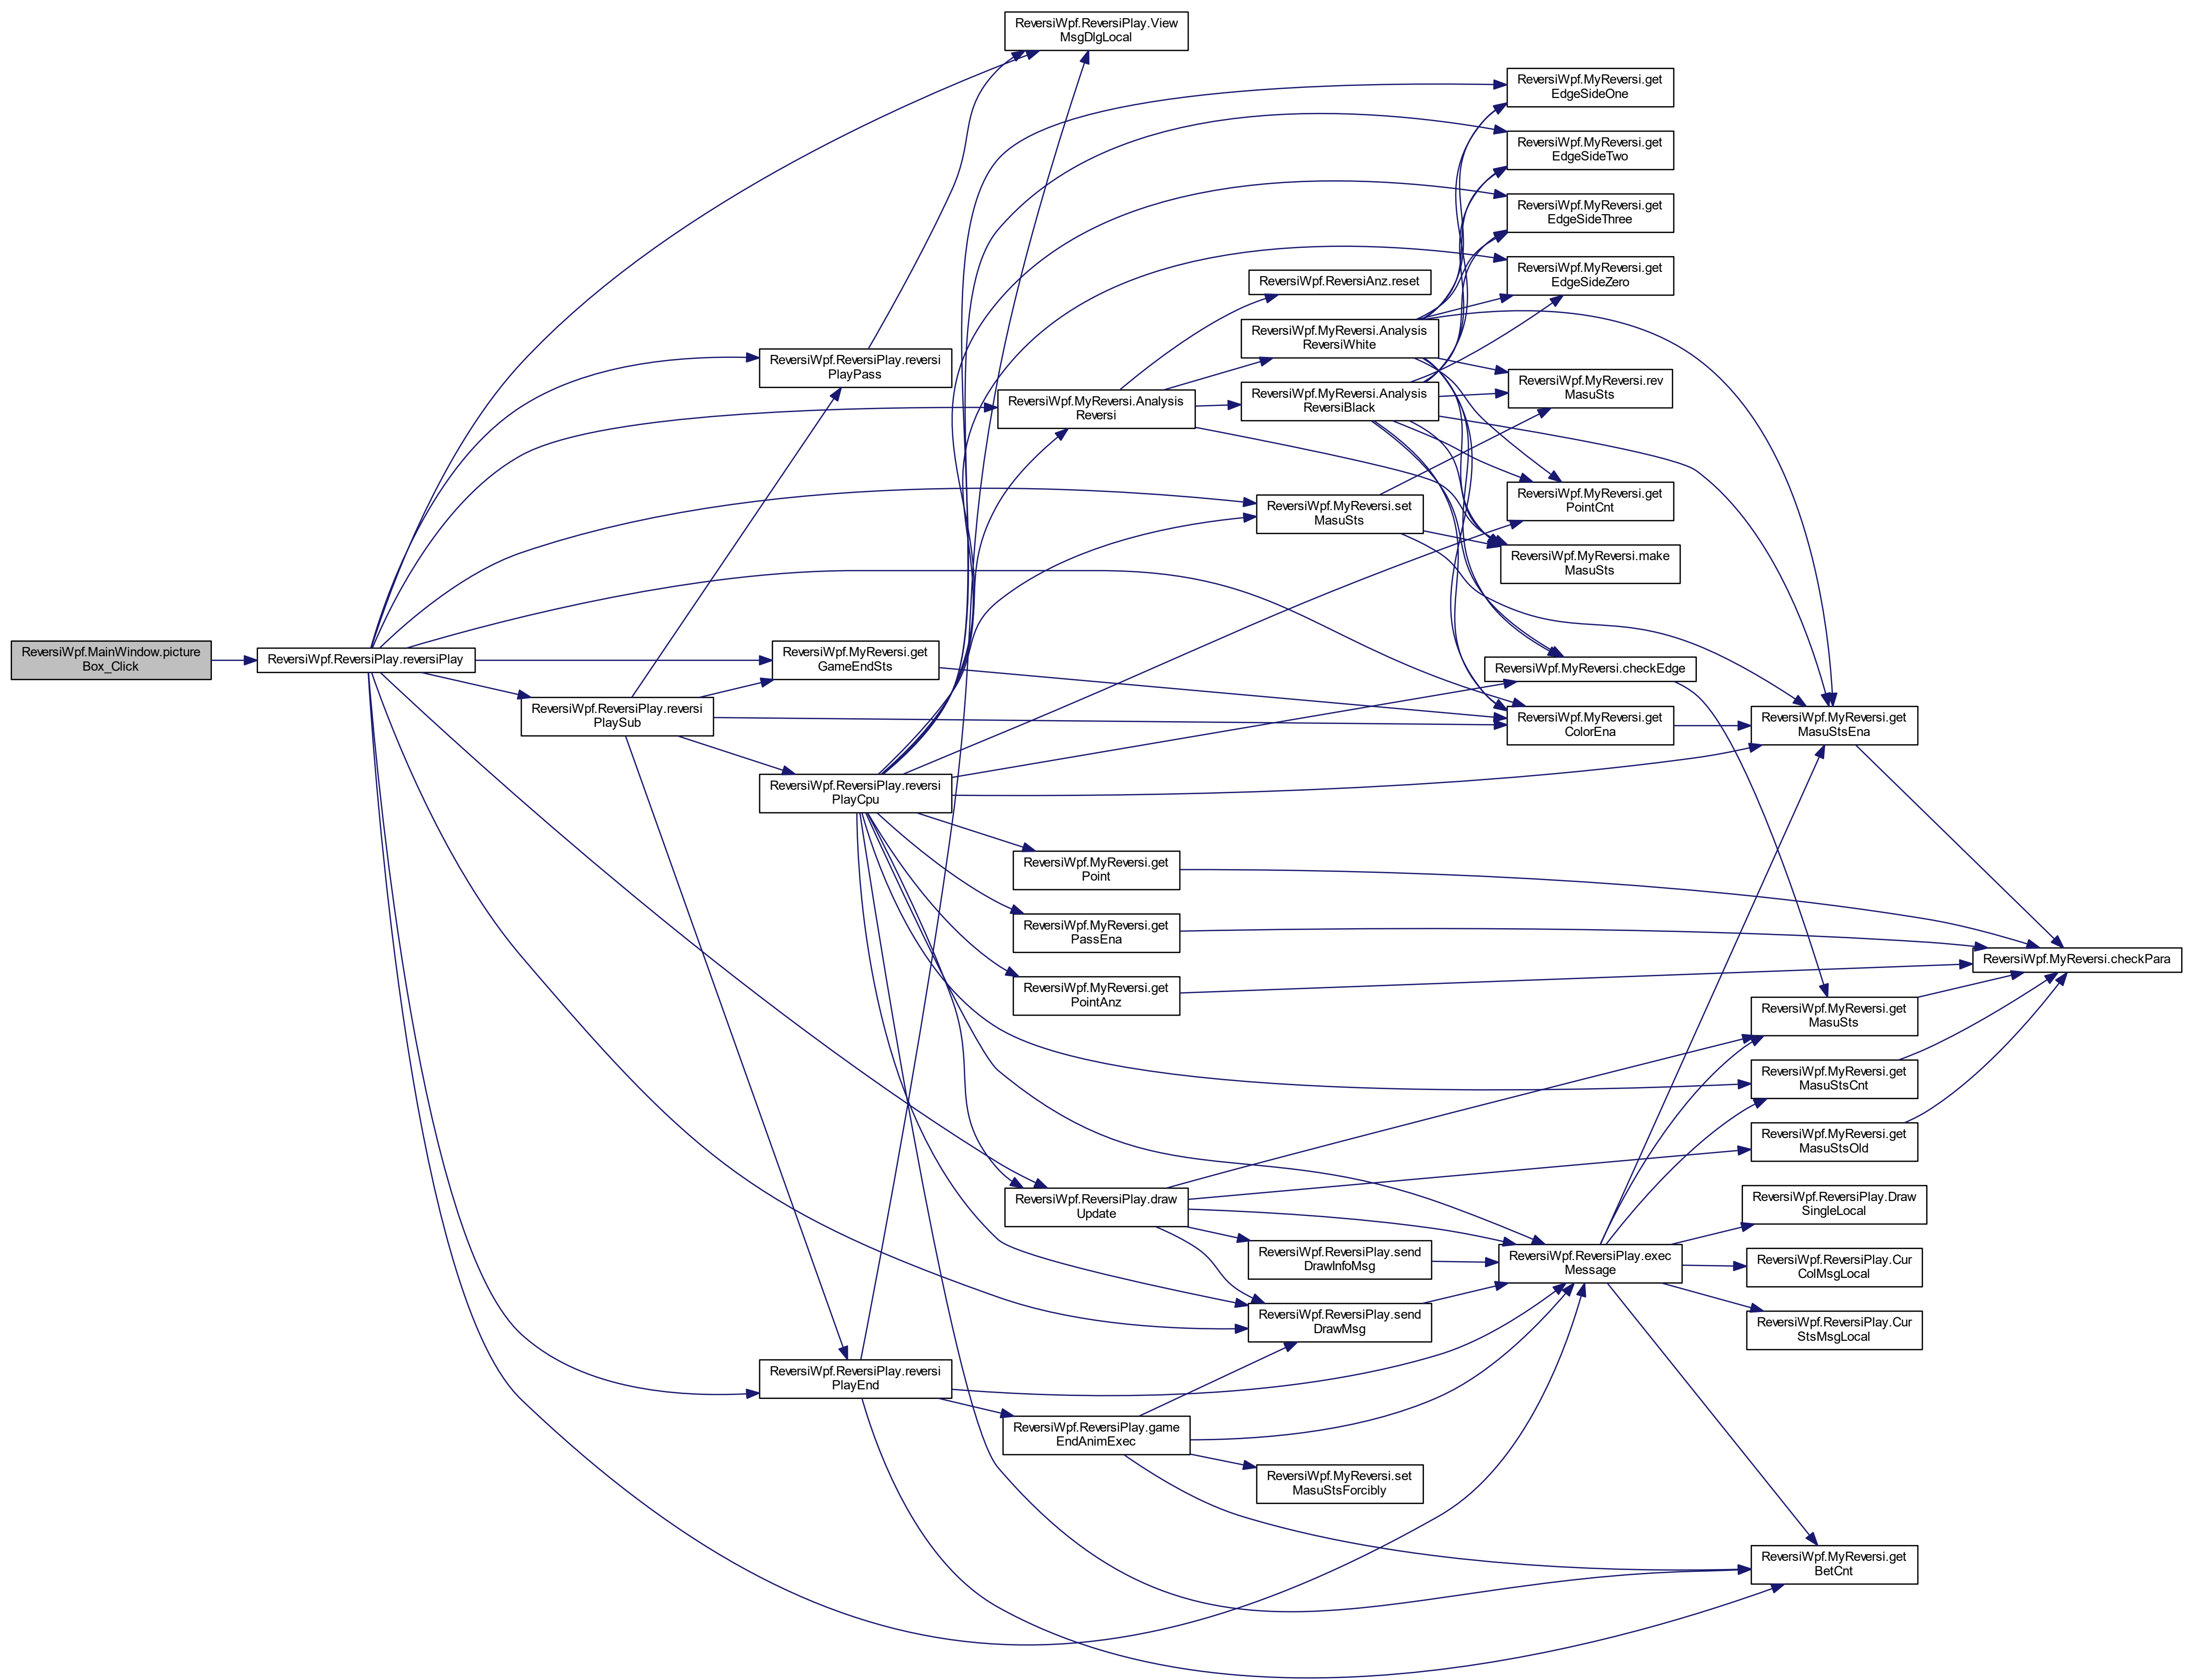 ReversiWpf.MainWindow.picture
Box_Click
ReversiWpf.ReversiPlay.reversiPlay
ReversiWpf.ReversiPlay.reversi
PlaySub
ReversiWpf.ReversiPlay.reversi
PlayPass
ReversiWpf.MyReversi.get
GameEndSts
ReversiWpf.ReversiPlay.reversi
PlayCpu
ReversiWpf.ReversiPlay.reversi
PlayEnd
ReversiWpf.ReversiPlay.View
MsgDlgLocal
ReversiWpf.MyReversi.Analysis
Reversi
ReversiWpf.MyReversi.get
Point
ReversiWpf.MyReversi.get
PassEna
ReversiWpf.MyReversi.get
PointAnz
ReversiWpf.ReversiPlay.draw
Update
ReversiWpf.ReversiPlay.game
EndAnimExec
ReversiWpf.ReversiAnz.reset
ReversiWpf.MyReversi.Analysis
ReversiWhite
ReversiWpf.MyReversi.Analysis
ReversiBlack
ReversiWpf.MyReversi.set
MasuSts
ReversiWpf.ReversiPlay.send
DrawInfoMsg
ReversiWpf.ReversiPlay.send
DrawMsg
ReversiWpf.MyReversi.set
MasuStsForcibly
ReversiWpf.MyReversi.get
EdgeSideOne
ReversiWpf.MyReversi.get
EdgeSideTwo
ReversiWpf.MyReversi.get
EdgeSideThree
ReversiWpf.MyReversi.get
EdgeSideZero
ReversiWpf.MyReversi.rev
MasuSts
ReversiWpf.MyReversi.get
PointCnt
ReversiWpf.MyReversi.make
MasuSts
ReversiWpf.MyReversi.checkEdge
ReversiWpf.MyReversi.get
ColorEna
ReversiWpf.ReversiPlay.exec
Message
ReversiWpf.MyReversi.get
MasuStsEna
ReversiWpf.MyReversi.get
MasuSts
ReversiWpf.MyReversi.get
MasuStsCnt
ReversiWpf.MyReversi.get
MasuStsOld
ReversiWpf.ReversiPlay.Draw
SingleLocal
ReversiWpf.ReversiPlay.Cur
ColMsgLocal
ReversiWpf.ReversiPlay.Cur
StsMsgLocal
ReversiWpf.MyReversi.get
BetCnt
ReversiWpf.MyReversi.checkPara